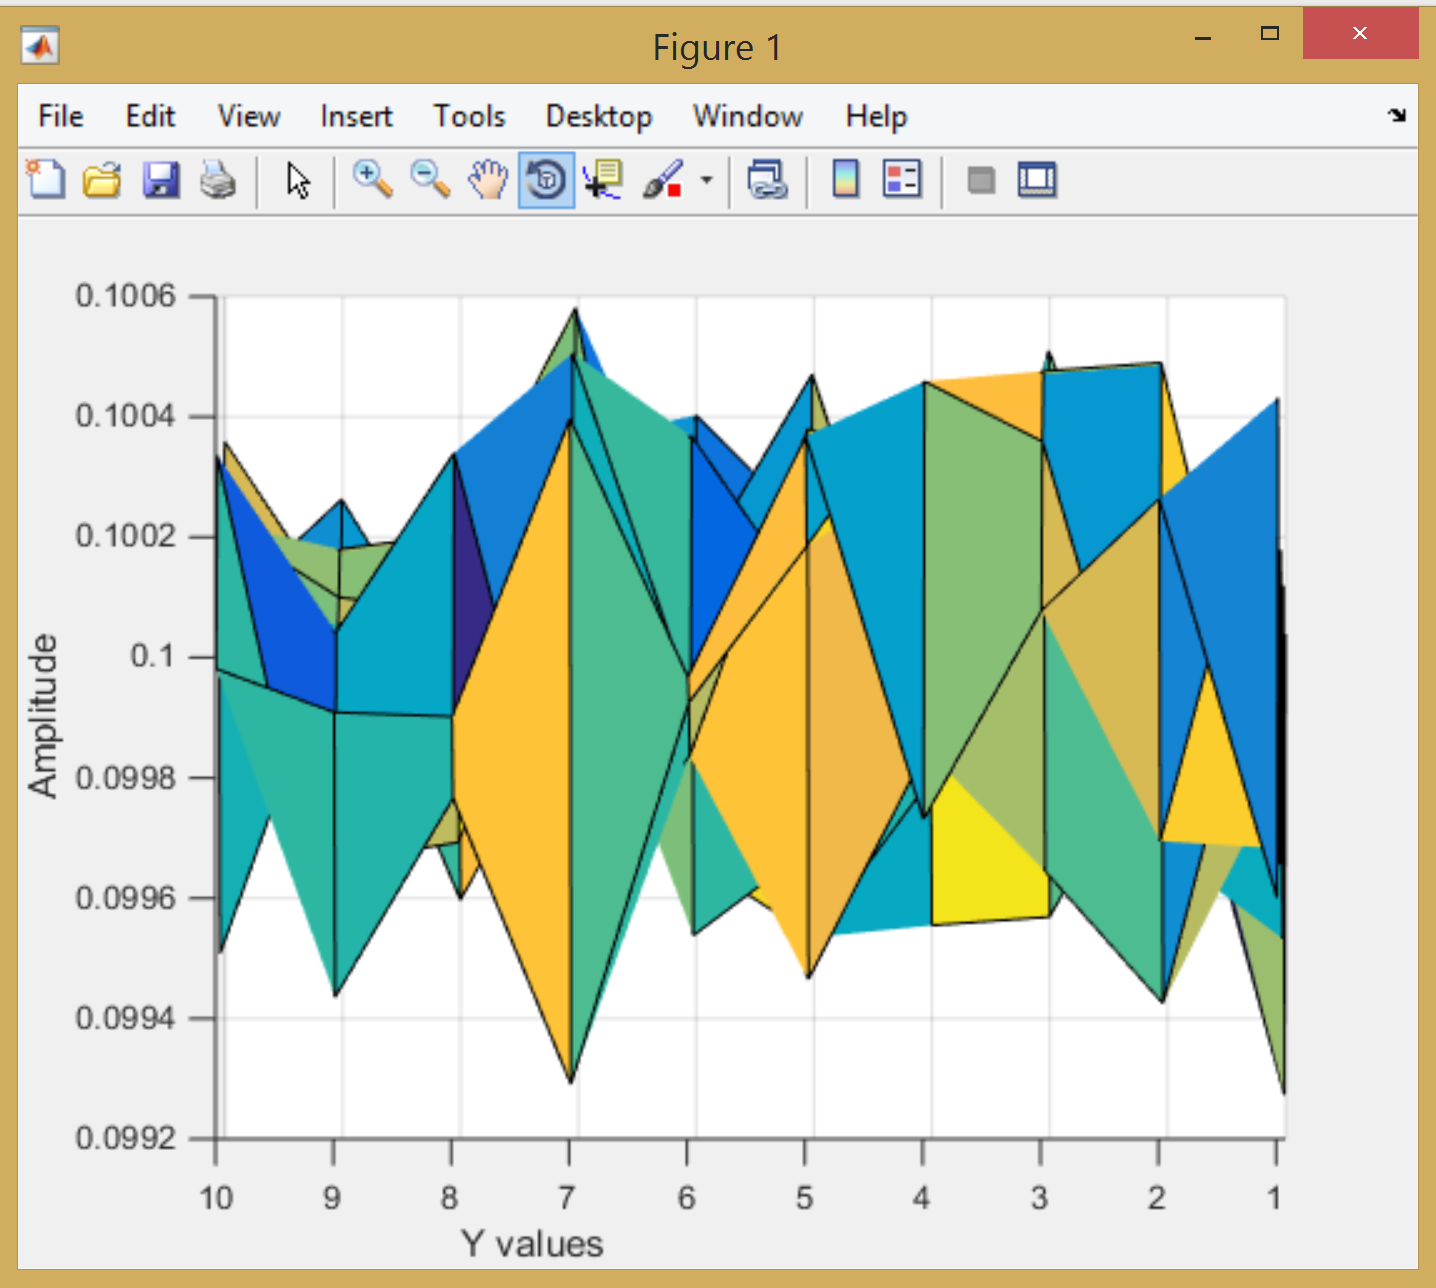 Figure 1
File Edit View Insert Tools Desktop Window Help
0.1006
0.1004
0.1002
0.1
0.0998
0.0996
0.0994
0.0992
Amplitude
10 9 8 7 6 5 4 3 2 1
Y values